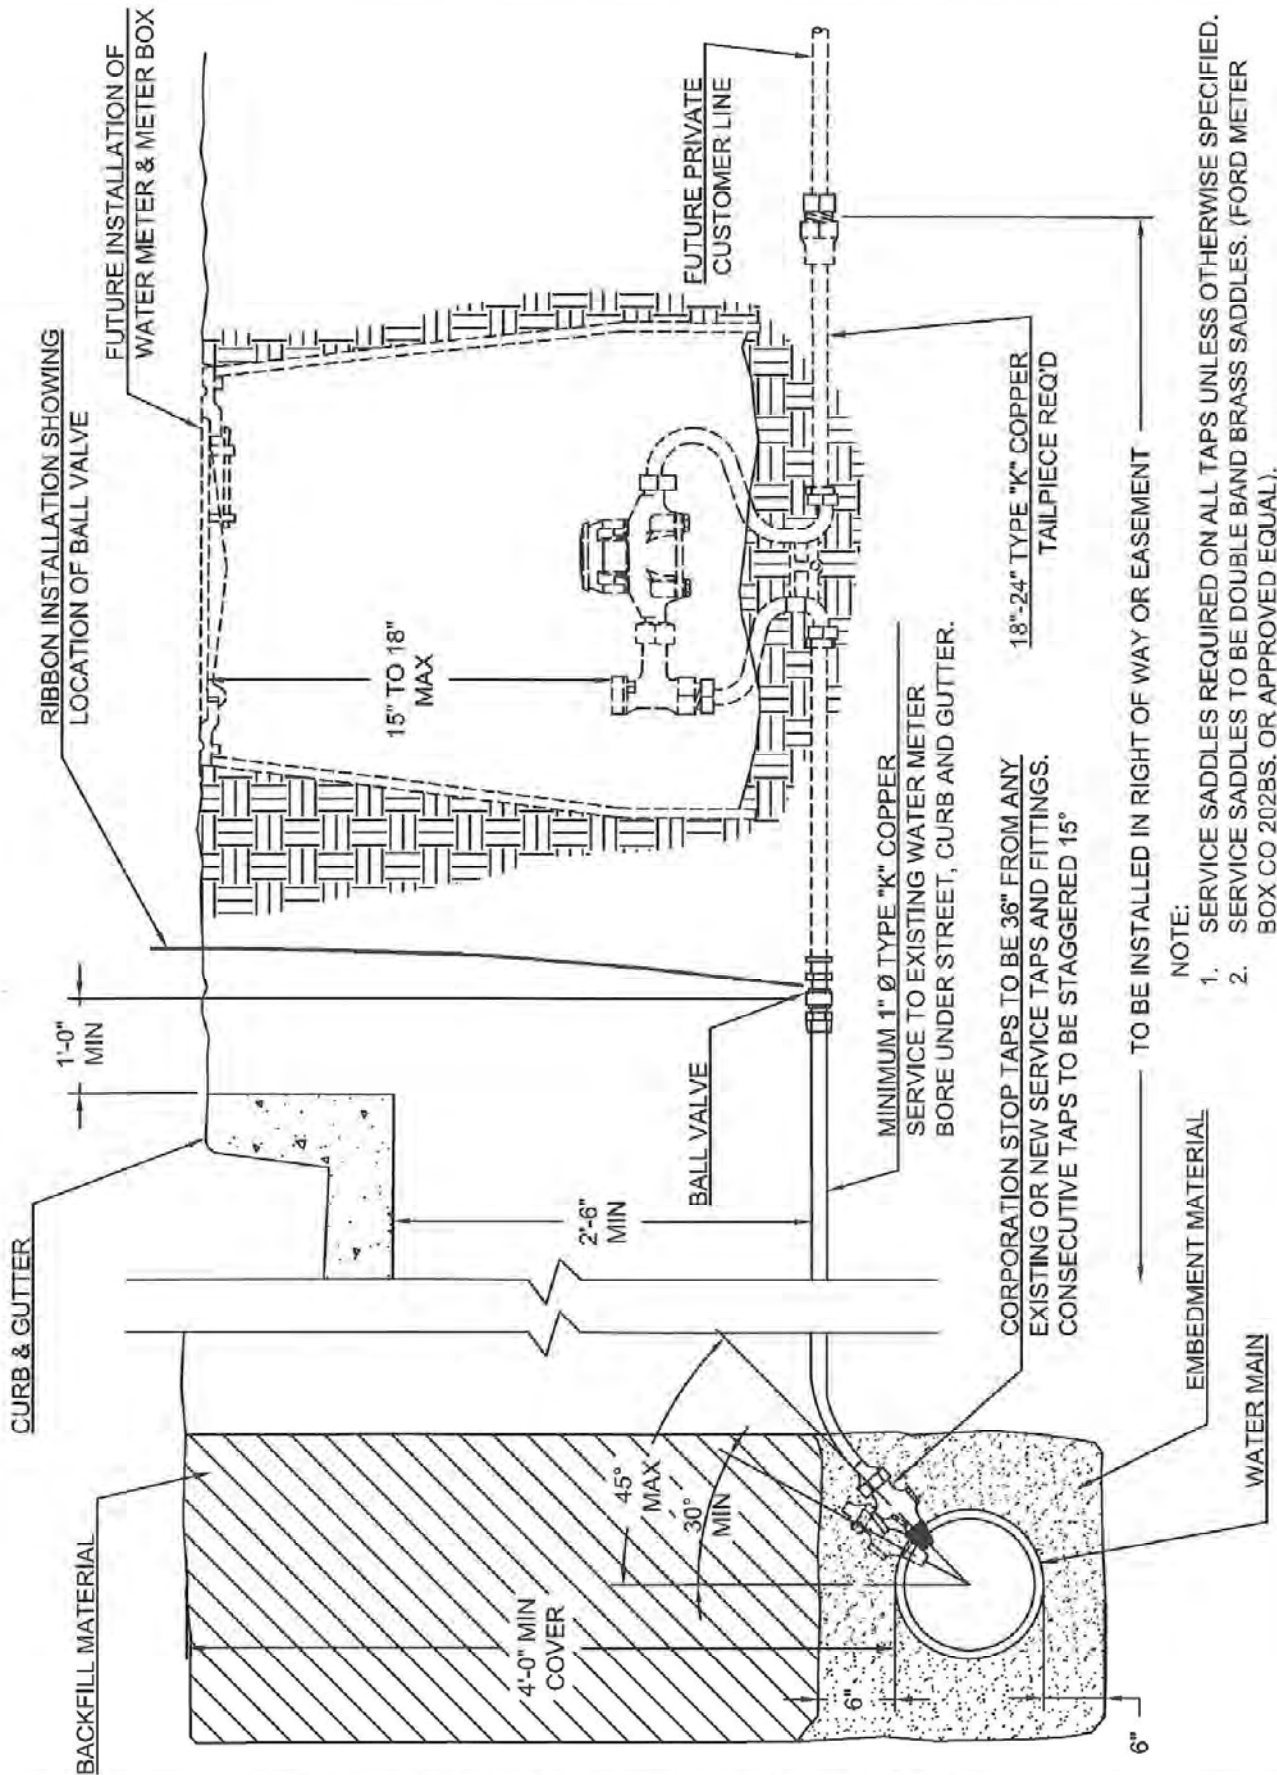 CURB & GUTTER
BACKFILL MATERIAL
RIBBON INSTALLATION SHOWING
LOCATION OF BALL VALVE
FUTURE INSTALLATION OF
WATER METER & METER BOX
1'-0"
MIN
15" TO 18"
MAX
2'-6"
MIN
45°
MAX
30°
MIN
4'-0" MIN
COVER
6"
6"
BALL VALVE
FUTURE PRIVATE
CUSTOMER LINE
MINIMUM 1" Ø TYPE "K" COPPER
SERVICE TO EXISTING WATER METER
BORE UNDER STREET, CURB AND GUTTER.
18"-24" TYPE "K" COPPER
TAILPIECE REQ'D
CORPORATION STOP TAPS TO BE 36" FROM ANY
EXISTING OR NEW SERVICE TAPS AND FITTINGS.
CONSECUTIVE TAPS TO BE STAGGERED 15°
TO BE INSTALLED IN RIGHT OF WAY OR EASEMENT
EMBEDMENT MATERIAL
WATER MAIN
NOTE:
1. SERVICE SADDLES REQUIRED ON ALL TAPS UNLESS OTHERWISE SPECIFIED.
2. SERVICE SADDLES TO BE DOUBLE BAND BRASS SADDLES. (FORD METER
BOX CO 202BS. OR APPROVED EQUAL).